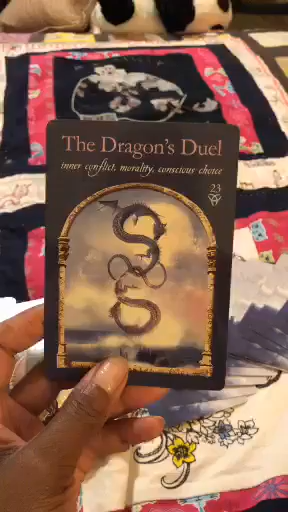 The Dragon's Duel
inner conflict, morality, conscious choice
23